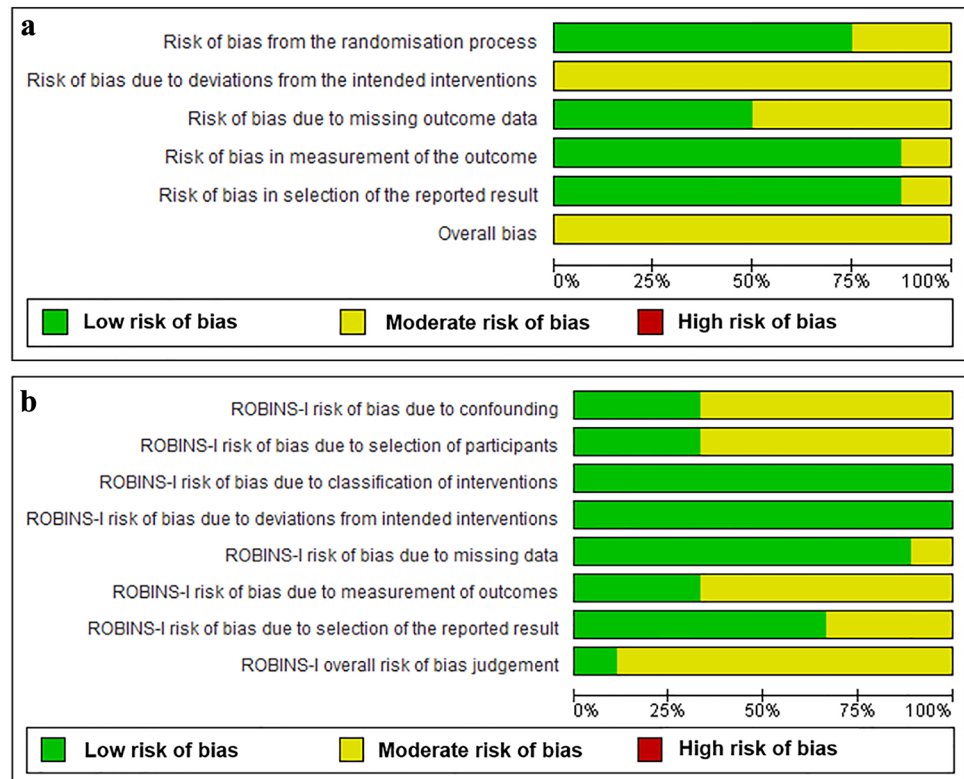 a
Risk of bias from the randomisation process
Risk of bias due to deviations from the intended interventions
Risk of bias due to missing outcome data
Risk of bias in measurement of the outcome
Risk of bias in selection of the reported result
Overall bias
0% 25% 50% 75% 100%
Low risk of bias Moderate risk of bias High risk of bias
b
ROBINS-I risk of bias due to confounding
ROBINS-I risk of bias due to selection of participants
ROBINS-I risk of bias due to classification of interventions
ROBINS-I risk of bias due to deviations from intended interventions
ROBINS-I risk of bias due to missing data
ROBINS-I risk of bias due to measurement of outcomes
ROBINS-I risk of bias due to selection of the reported result
ROBINS-I overall risk of bias judgement
0% 25% 50% 75% 100%
Low risk of bias Moderate risk of bias High risk of bias